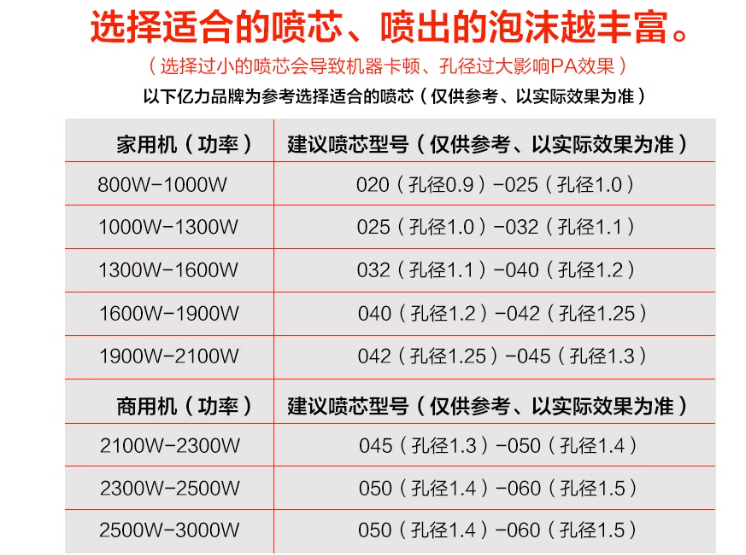 选择适合的喷芯、喷出的泡沫越丰富。
（选择过小的喷芯会导致机器卡顿、孔径过大影响PA效果）
以下亿力品牌为参考选择适合的喷芯（仅供参考、以实际效果为准）
家用机（功率） 建议喷芯型号（仅供参考、以实际效果为准）
800W-1000W 020（孔径0.9）-025（孔径1.0）
1000W-1300W 025（孔径1.0）-032（孔径1.1）
1300W-1600W 032（孔径1.1）-040（孔径1.2）
1600W-1900W 040（孔径1.2）-042（孔径1.25）
1900W-2100W 042（孔径1.25）-045（孔径1.3）
商用机（功率） 建议喷芯型号（仅供参考、以实际效果为准）
2100W-2300W 045（孔径1.3）-050（孔径1.4）
2300W-2500W 050（孔径1.4）-060（孔径1.5）
2500W-3000W 050（孔径1.4）-060（孔径1.5）